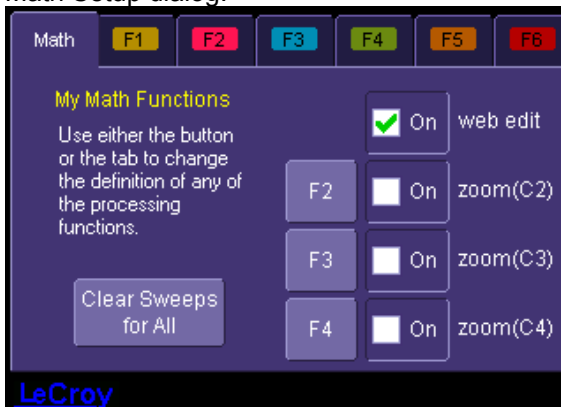 Math Setup dialog.
Math F1 F2 F3 F4 F5 F6
My Math Functions
Use either the button
or the tab to change
the definition of any of
the processing
functions.
Clear Sweeps
for All
On web edit
F2 On zoom(C2)
F3 On zoom(C3)
F4 On zoom(C4)
LeCroy